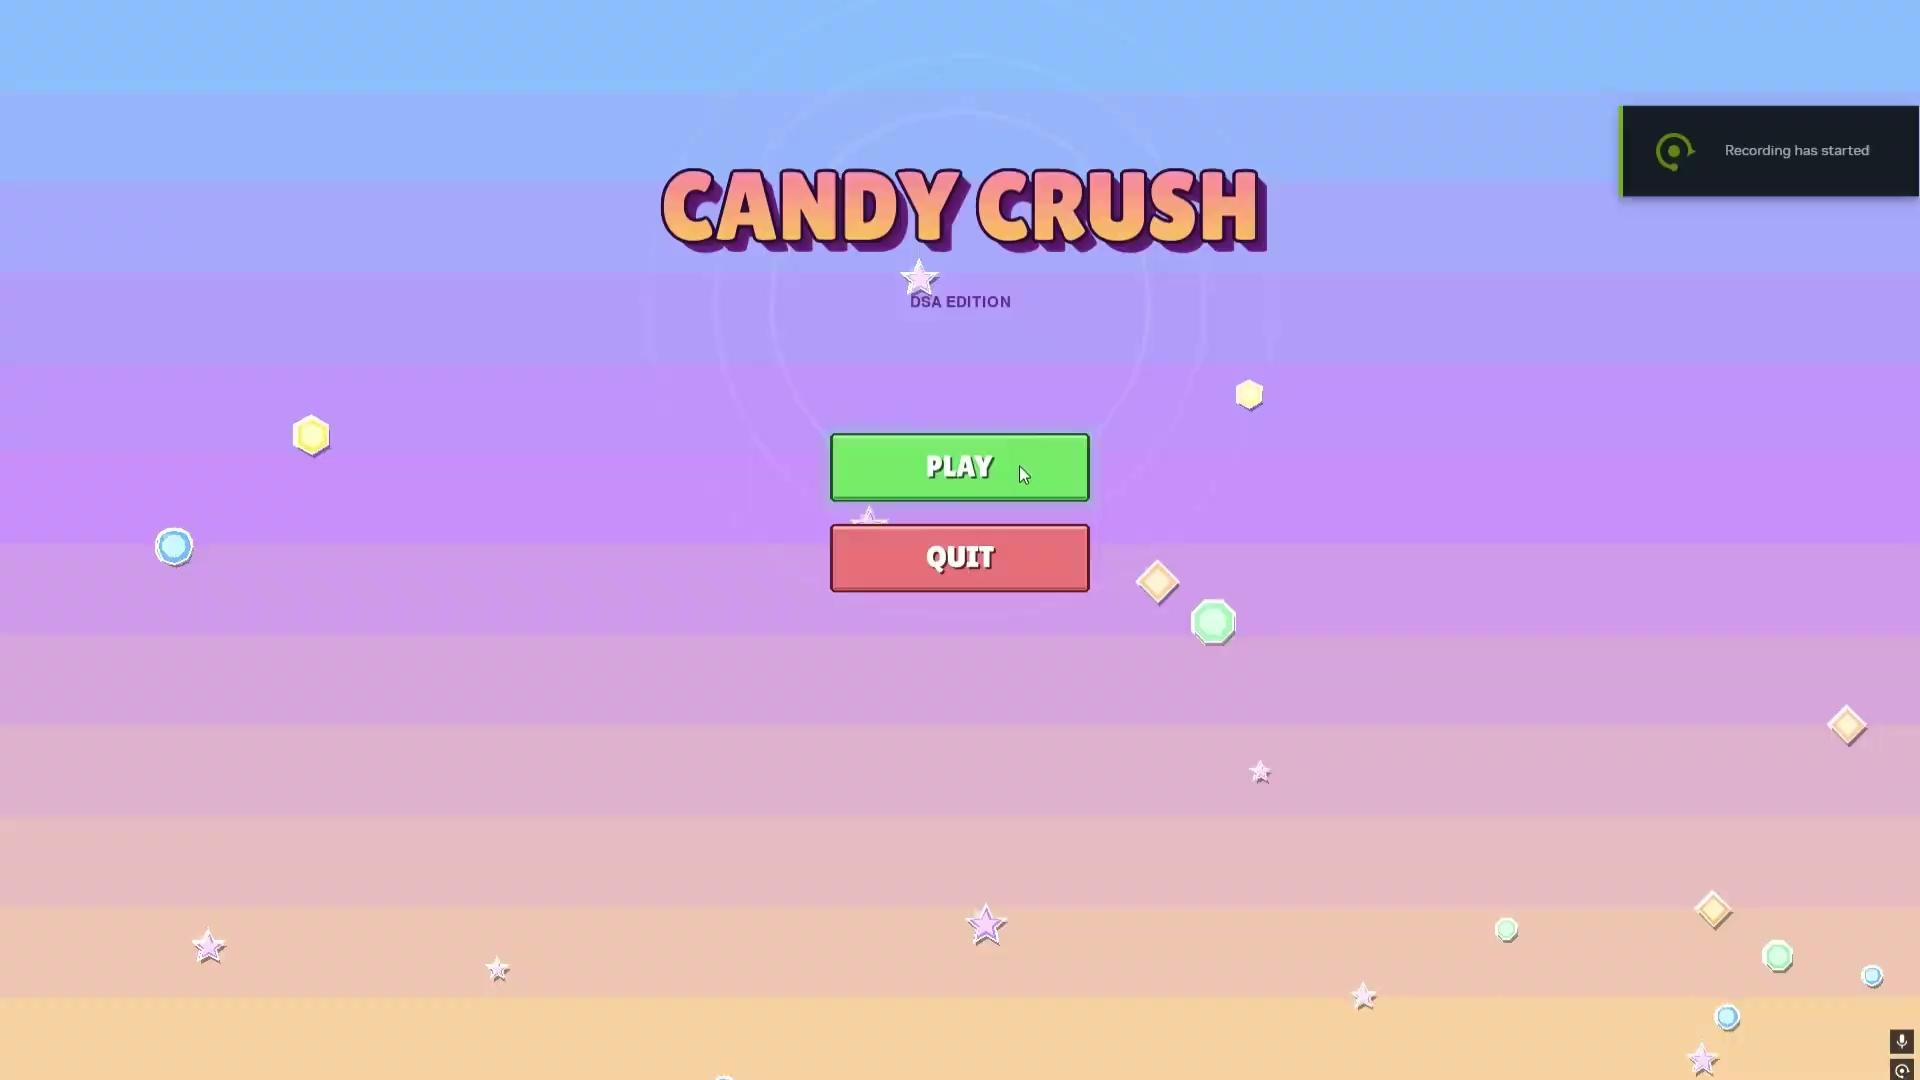 Recording has started
CANDY CRUSH
DSA EDITION
PLAY
QUIT